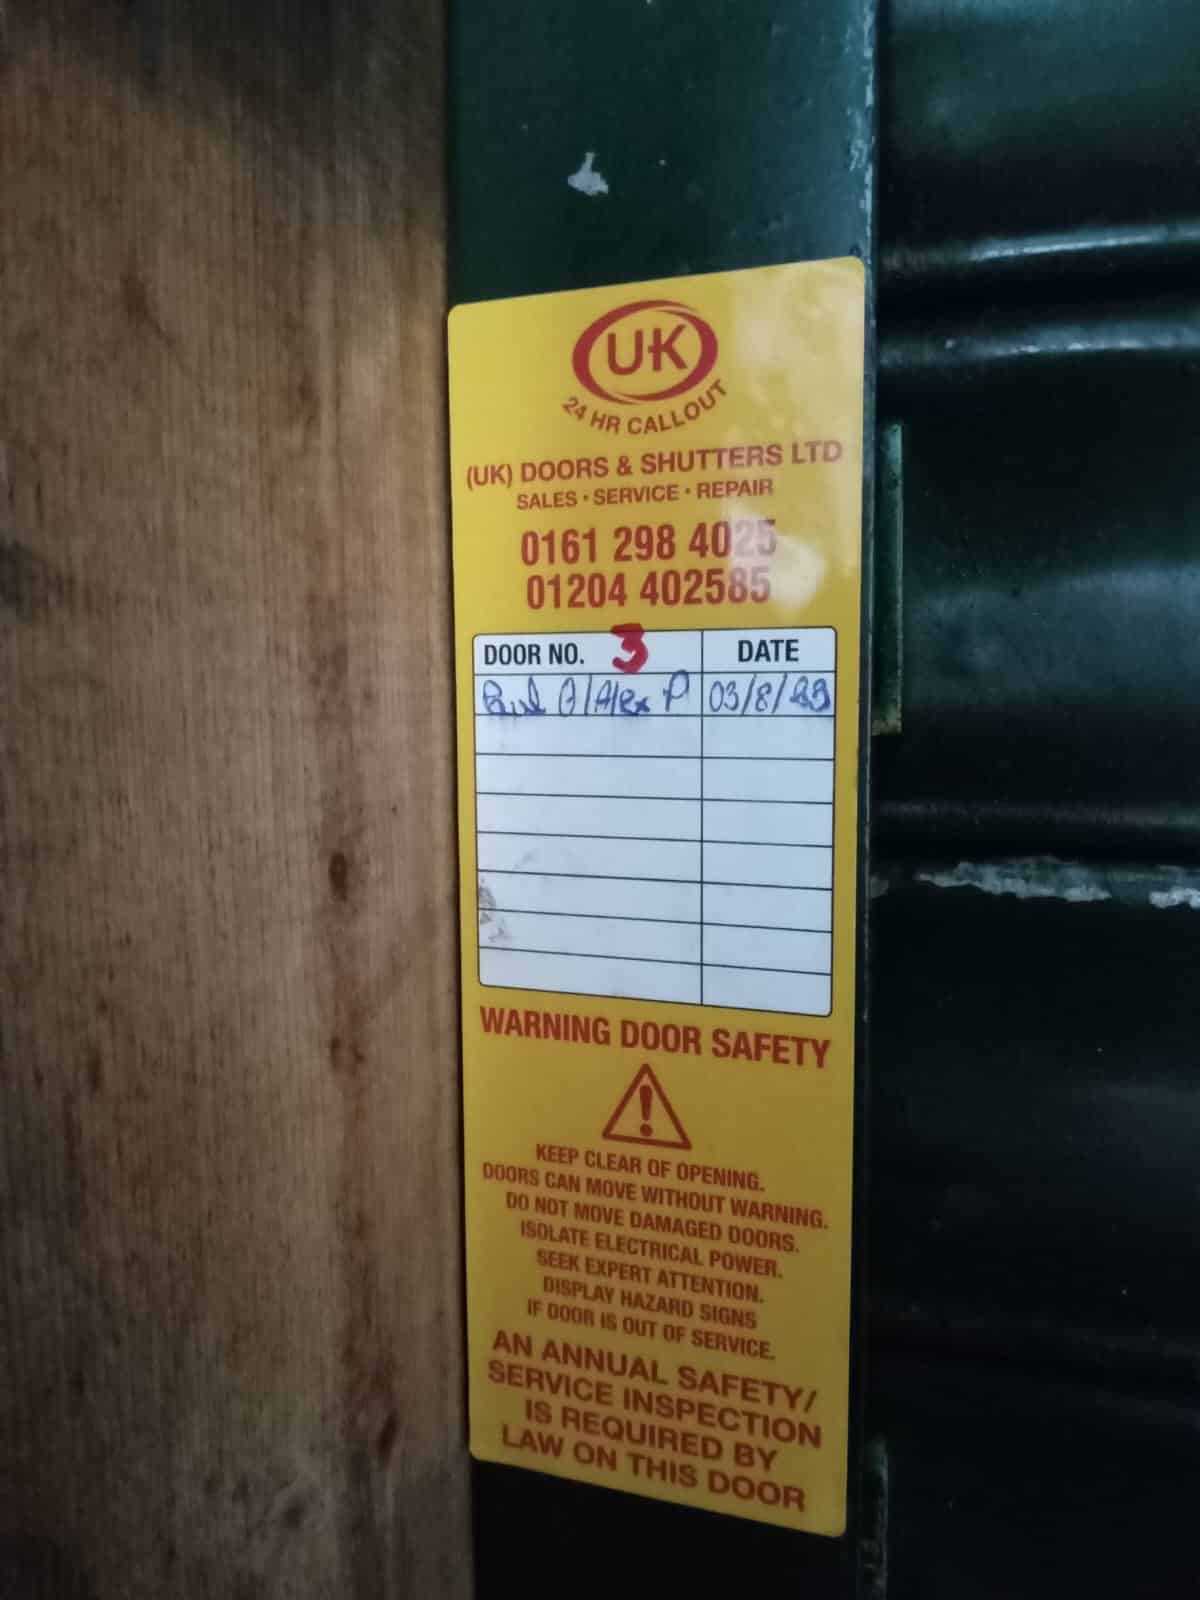 UK
24 HR CALLOUT
(UK) DOORS & SHUTTERS LTD
SALES · SERVICE · REPAIR
0161 298 4025
01204 402585
DOOR NO. 3 DATE
Alex P 03/8/
WARNING DOOR SAFETY
!
KEEP CLEAR OF OPENING.
DOORS CAN MOVE WITHOUT WARNING.
DO NOT MOVE DAMAGED DOORS.
ISOLATE ELECTRICAL POWER.
SEEK EXPERT ATTENTION.
DISPLAY HAZARD SIGNS
IF DOOR IS OUT OF SERVICE.
AN ANNUAL SAFETY/
SERVICE INSPECTION
IS REQUIRED BY
LAW ON THIS DOOR